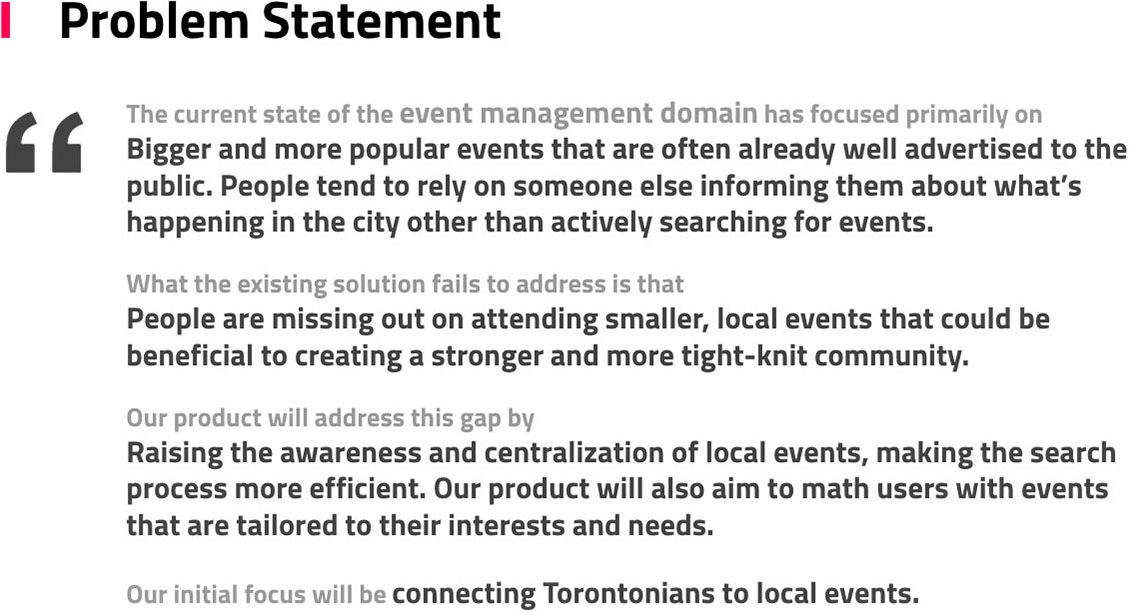 Problem Statement
“
The current state of the event management domain has focused primarily on
Bigger and more popular events that are often already well advertised to the
public. People tend to rely on someone else informing them about what’s
happening in the city other than actively searching for events.
What the existing solution fails to address is that
People are missing out on attending smaller, local events that could be
beneficial to creating a stronger and more tight-knit community.
Our product will address this gap by
Raising the awareness and centralization of local events, making the search
process more efficient. Our product will also aim to math users with events
that are tailored to their interests and needs.
Our initial focus will be connecting Torontonians to local events.